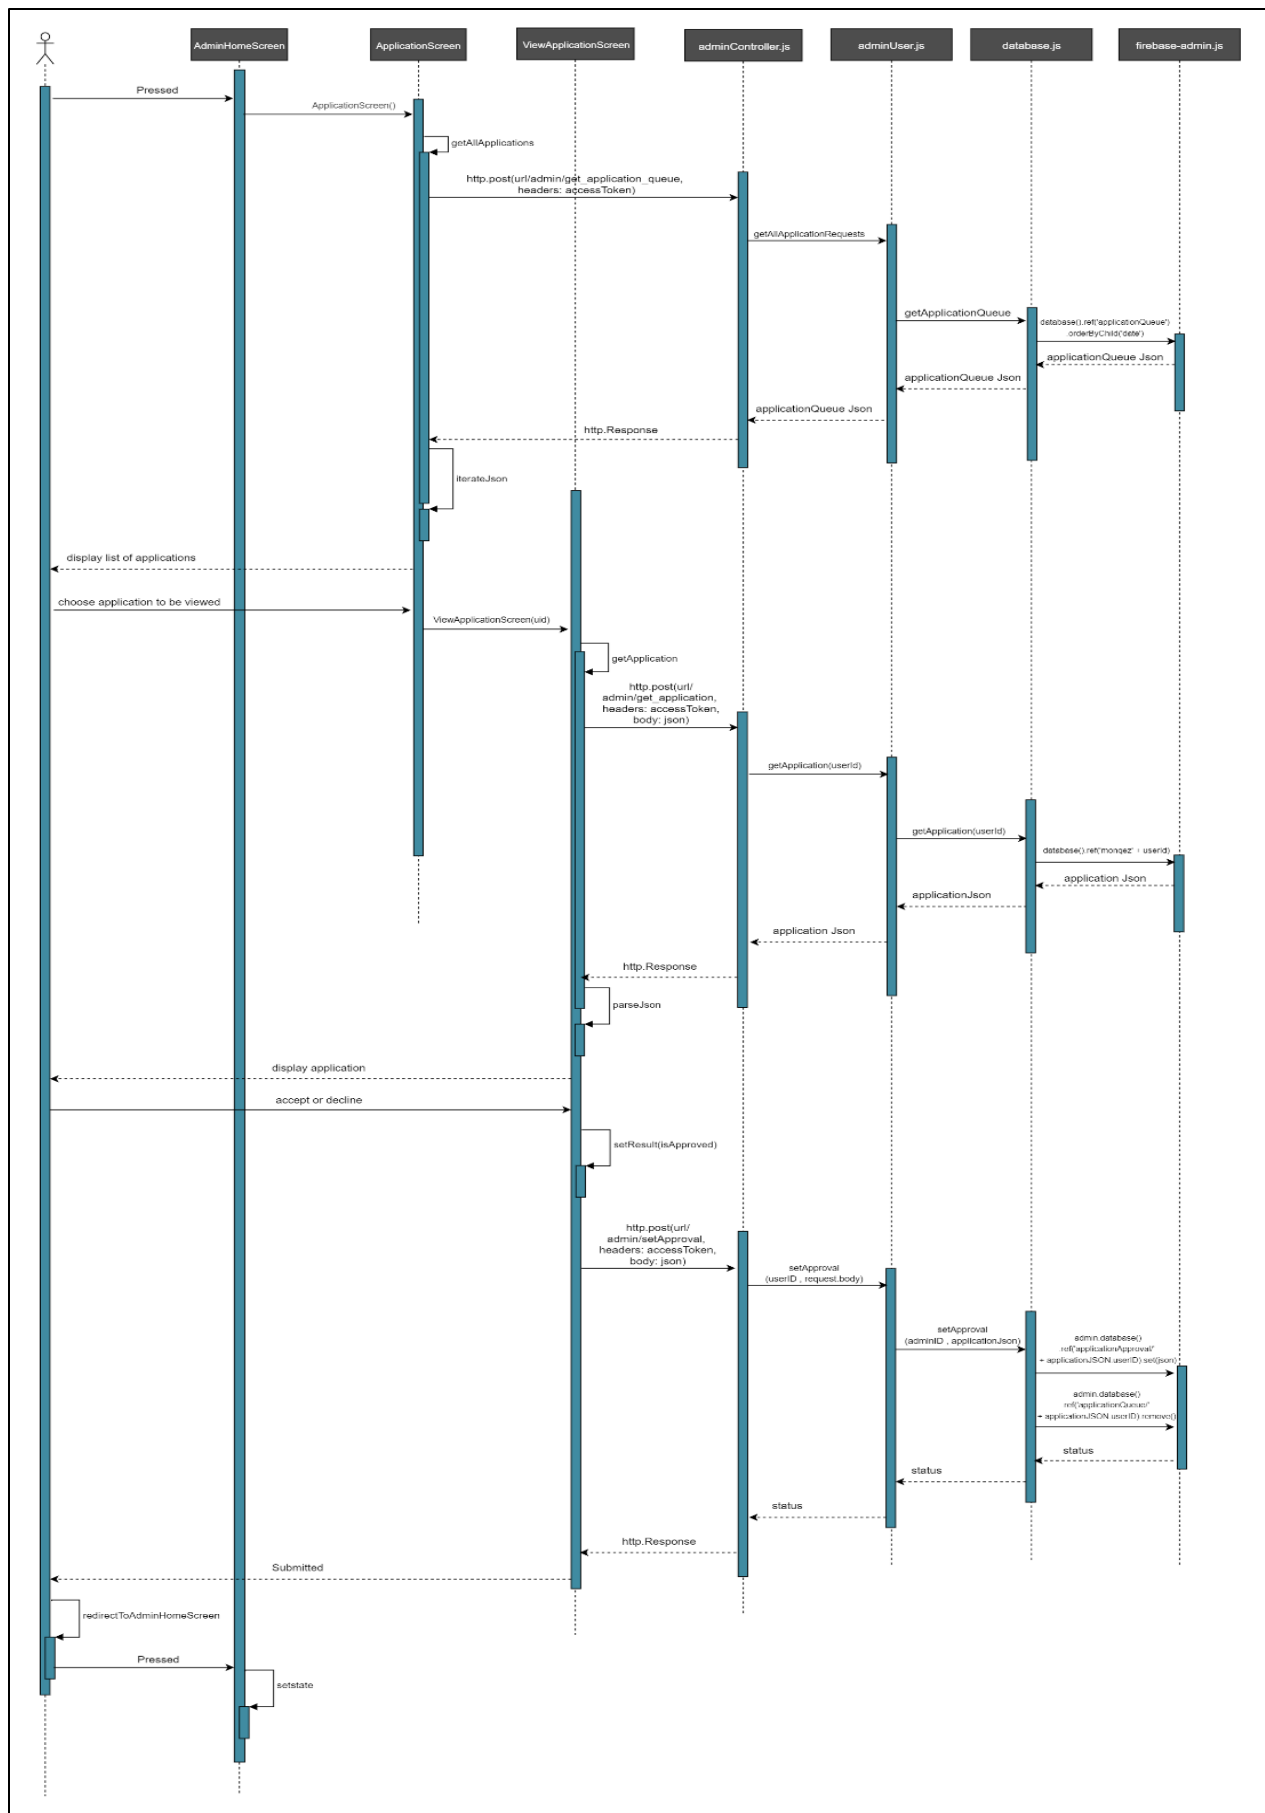 AdminHomeScreen
ApplicationScreen
ViewApplicationScreen
adminController.js
adminUser.js
database.js
firebase-admin.js
Pressed
ApplicationScreen()
getAllApplications
http.post(url/admin/get_application_queue,
headers: accessToken)
getAllApplicationRequests
getApplicationQueue
database().ref('applicationQueue')
.orderByChild('date')
applicationQueue Json
applicationQueue Json
applicationQueue Json
http.Response
iterateJson
display list of applications
choose application to be viewed
ViewApplicationScreen(uid)
getApplication
http.post(url/
admin/get_application,
headers: accessToken,
body: json)
getApplication(userId)
getApplication(userId)
database().ref('monqez' + userId)
application Json
applicationJson
application Json
http.Response
parseJson
display application
accept or decline
setResult(isApproved)
http.post(url/
admin/setApproval,
headers: accessToken,
body: json)
setApproval
(userID , request.body)
setApproval
(adminID , applicationJson)
admin.database()
.ref('applicationApproval/'
+ applicationJSON.userID).set(json)
admin.database()
.ref('applicationQueue/'
+ applicationJSON.userID).remove()
status
status
status
http.Response
Submitted
redirectToAdminHomeScreen
Pressed
setstate